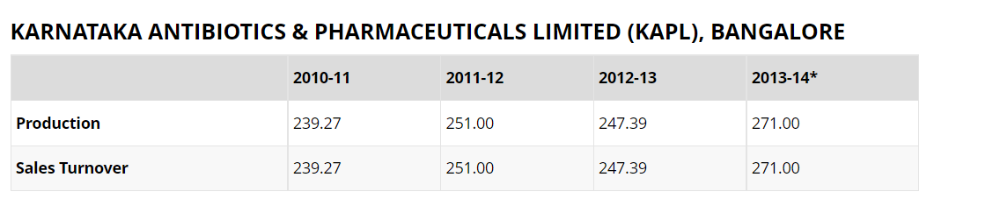 KARNATAKA ANTIBIOTICS & PHARMACEUTICALS LIMITED (KAPL), BANGALORE
2010-11 2011-12 2012-13 2013-14*
Production 239.27 251.00 247.39 271.00
Sales Turnover 239.27 251.00 247.39 271.00